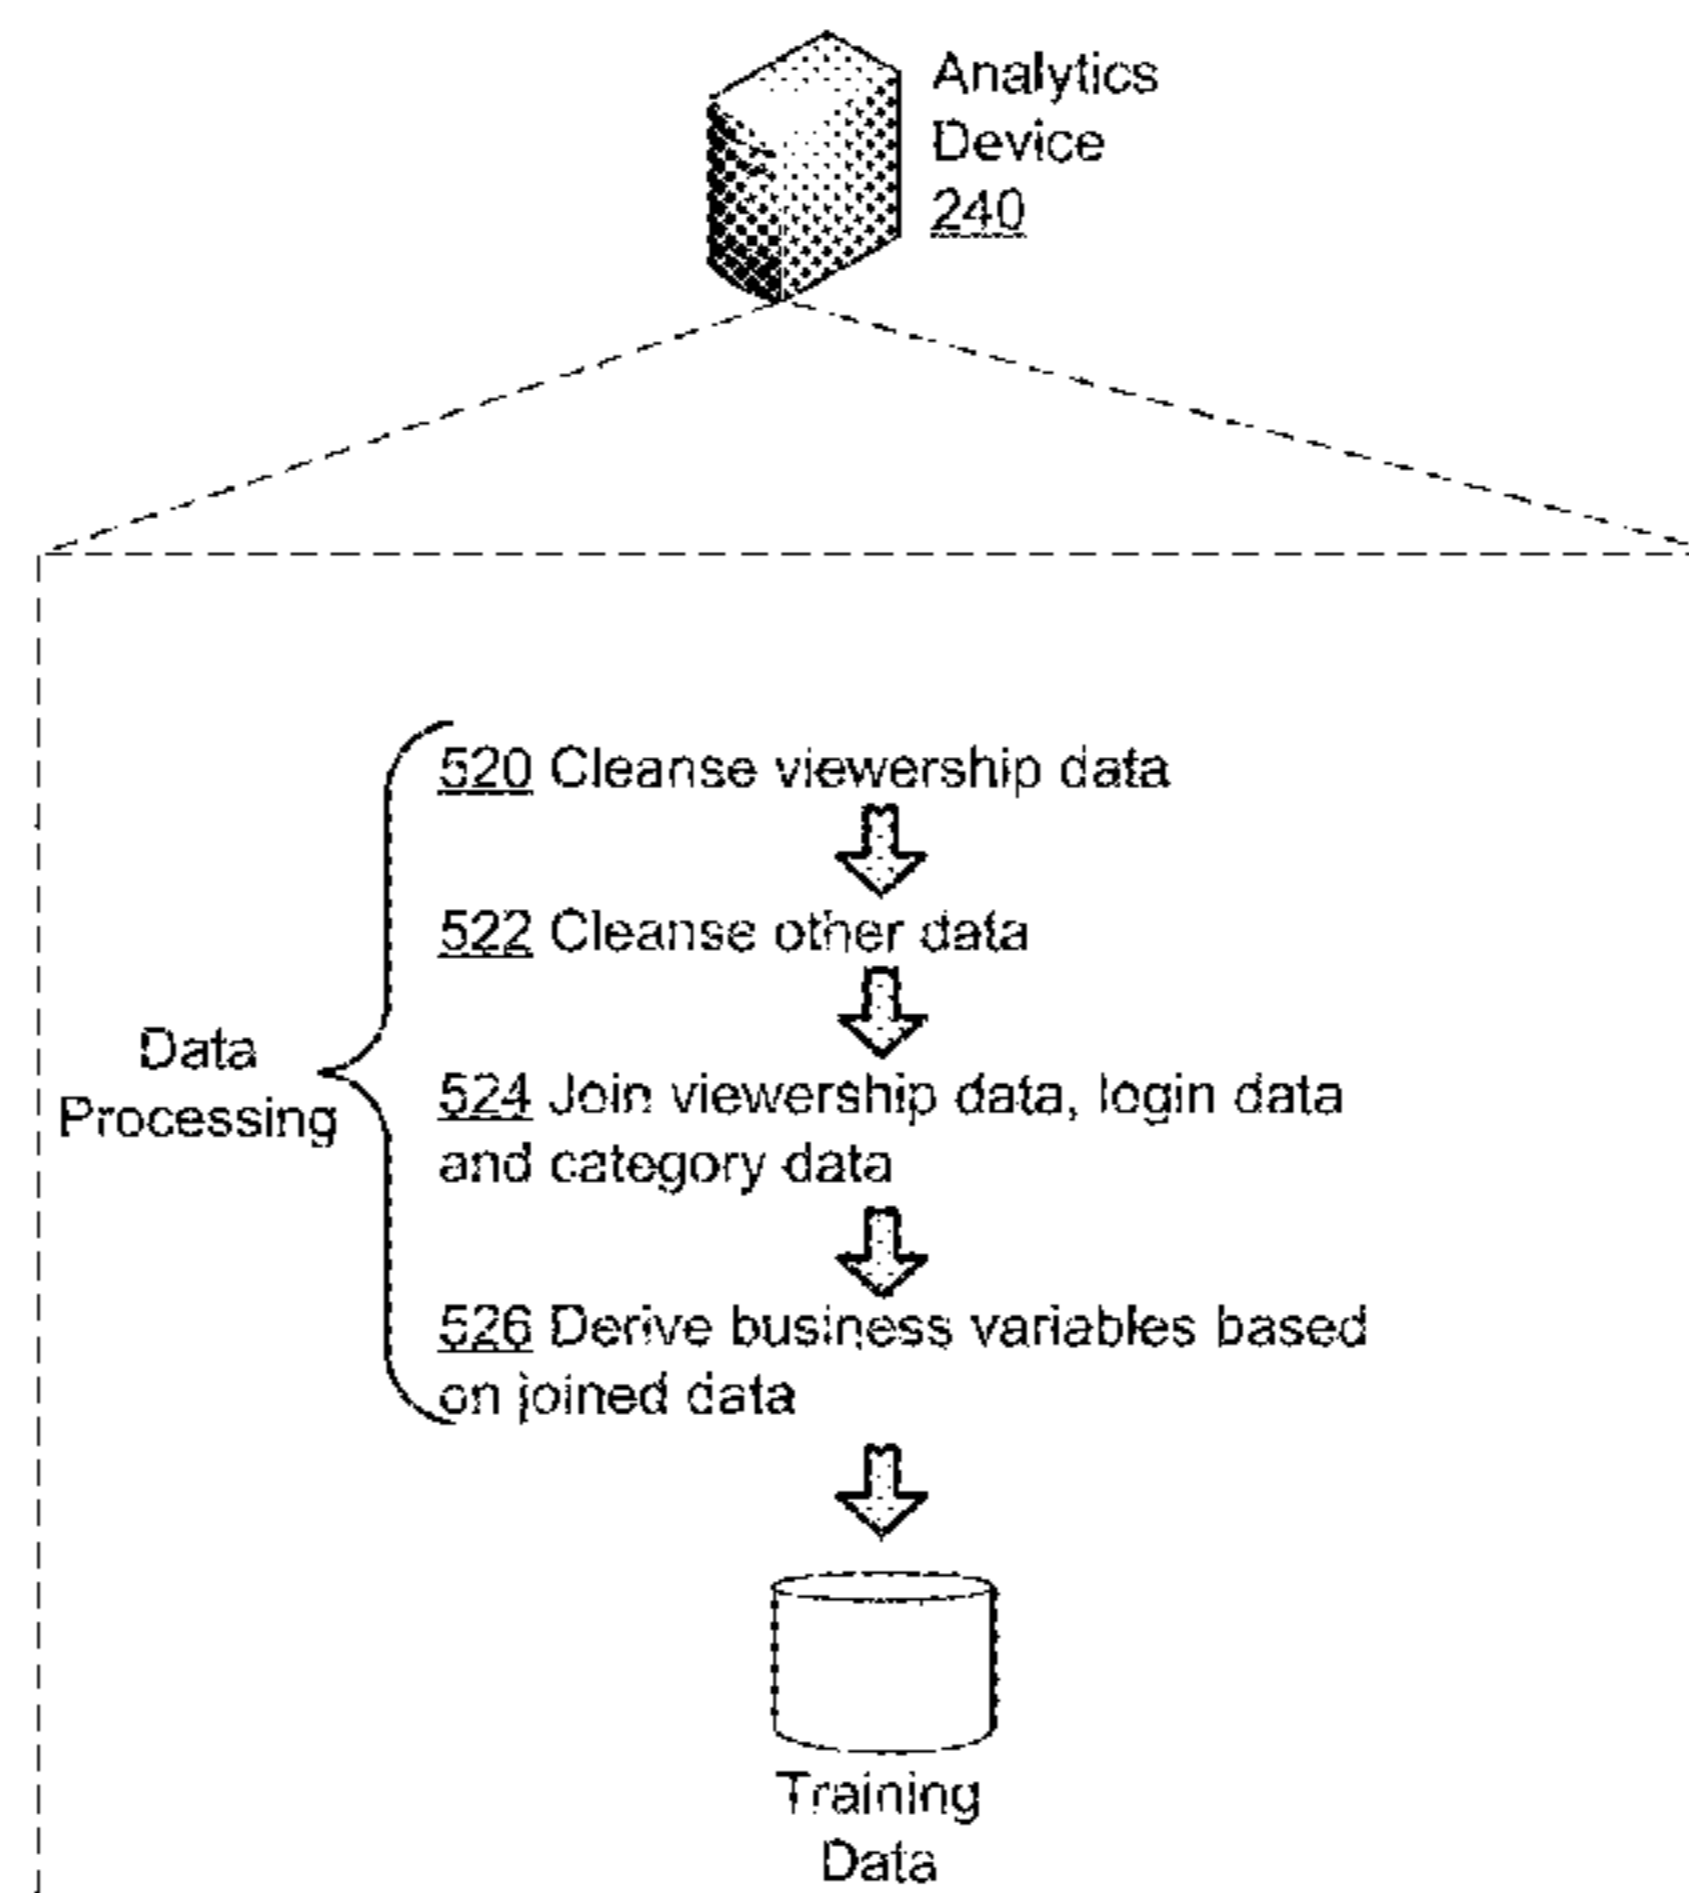 Analytics
Device
240
520 Cleanse viewership data
522 Cleanse other data
Data
Processing
524 Join viewership data, login data
and category data
526 Derive business variables based
on joined data
Training
Data